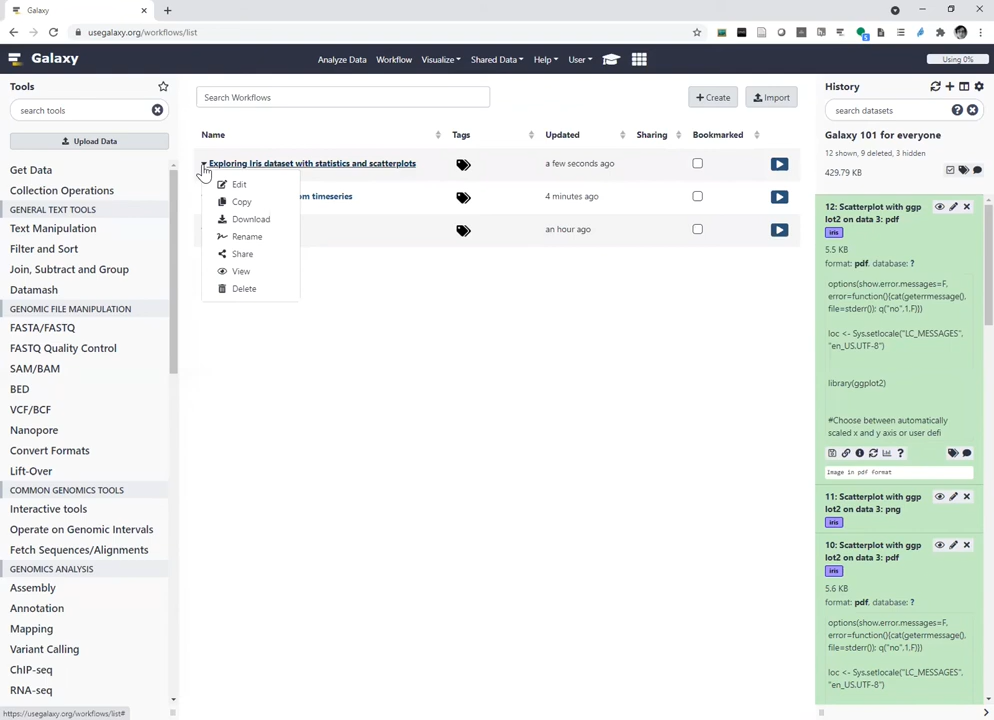 Galaxy
usegalaxy.org/workflows/list
Galaxy
Analyze Data
Workflow
Visualize
Shared Data
Help
User
Using 0%
Tools
search tools
Upload Data
Get Data
Collection Operations
GENERAL TEXT TOOLS
Text Manipulation
Filter and Sort
Join, Subtract and Group
Datamash
GENOMIC FILE MANIPULATION
FASTA/FASTQ
FASTQ Quality Control
SAM/BAM
BED
VCF/BCF
Nanopore
Convert Formats
Lift-Over
COMMON GENOMICS TOOLS
Interactive tools
Operate on Genomic Intervals
Fetch Sequences/Alignments
GENOMICS ANALYSIS
Assembly
Annotation
Mapping
Variant Calling
ChIP-seq
RNA-seq
https://usegalaxy.org/workflows/list#
Search Workflows
Create
Import
Name
Tags
Updated
Sharing
Bookmarked
Exploring Iris dataset with statistics and scatterplots
a few seconds ago
timeseries
4 minutes ago
an hour ago
Edit
Copy
Download
Rename
Share
View
Delete
History
search datasets
Galaxy 101 for everyone
12 shown, 9 deleted, 3 hidden
429.79 KB
12: Scatterplot with ggp
lot2 on data 3: pdf
iris
5.5 KB
format: pdf, database: ?
options(show.error.messages=F,
error=function(){cat(geterrmessage(),
file=stderr()); q("no",1,F)})
loc <- Sys.setlocale("LC_MESSAGES",
"en_US.UTF-8")
library(ggplot2)
#Choose between automatically
scaled x and y axis or user defi
Image in pdf format
11: Scatterplot with ggp
lot2 on data 3: png
iris
10: Scatterplot with ggp
lot2 on data 3: pdf
iris
5.6 KB
format: pdf, database: ?
options(show.error.messages=F,
error=function(){cat(geterrmessage(),
file=stderr()); q("no",1,F)})
loc <- Sys.setlocale("LC_MESSAGES",
"en_US.UTF-8")